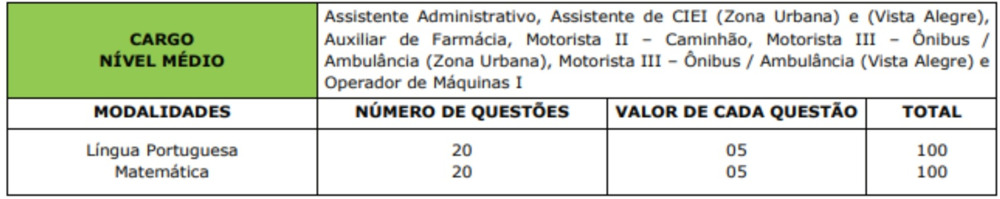 CARGO
NÍVEL MÉDIO
Assistente Administrativo, Assistente de CIEI (Zona Urbana) e (Vista Alegre),
Auxiliar de Farmácia, Motorista II – Caminhão, Motorista III – Ônibus /
Ambulância (Zona Urbana), Motorista III – Ônibus / Ambulância (Vista Alegre) e
Operador de Máquinas I
MODALIDADES NÚMERO DE QUESTÕES VALOR DE CADA QUESTÃO TOTAL
Língua Portuguesa 20 05 100
Matemática 20 05 100